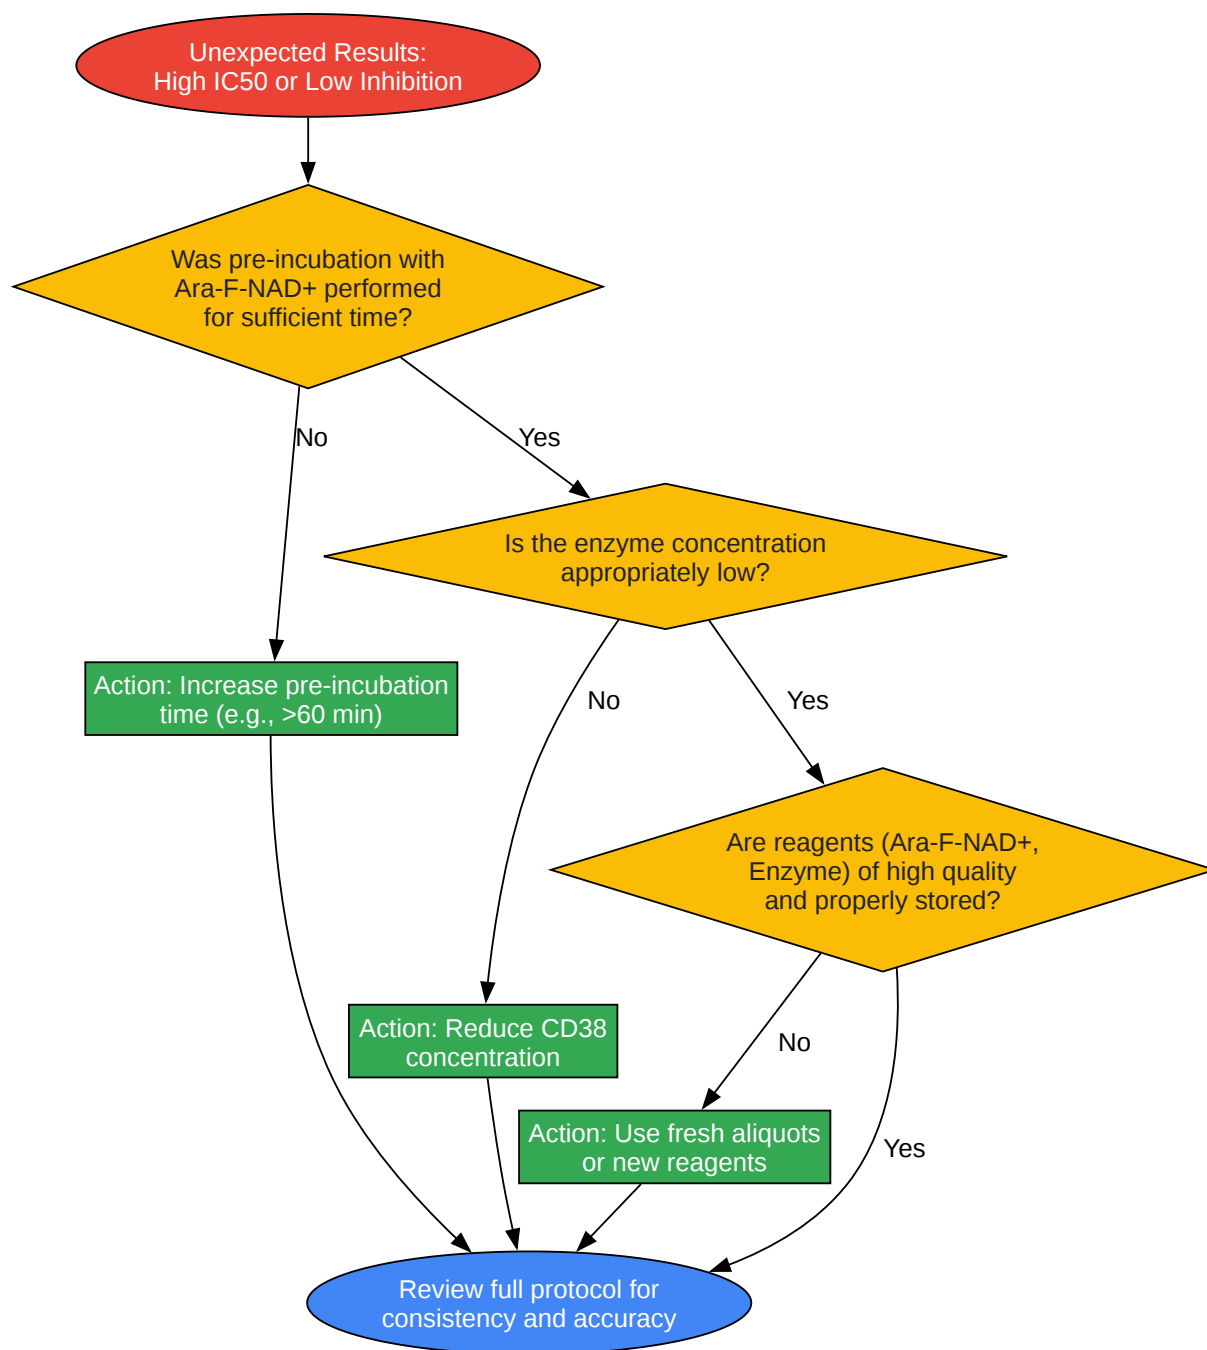 Unexpected Results:
High IC50 or Low Inhibition
Was pre-incubation with
Ara-F-NAD+ performed
for sufficient time?
No
Yes
Is the enzyme concentration
appropriately low?
Action: Increase pre-incubation
time (e.g., >60 min)
No
Yes
Are reagents (Ara-F-NAD+,
Enzyme) of high quality
and properly stored?
Action: Reduce CD38
concentration
No
Action: Use fresh aliquots
or new reagents
Yes
Review full protocol for
consistency and accuracy